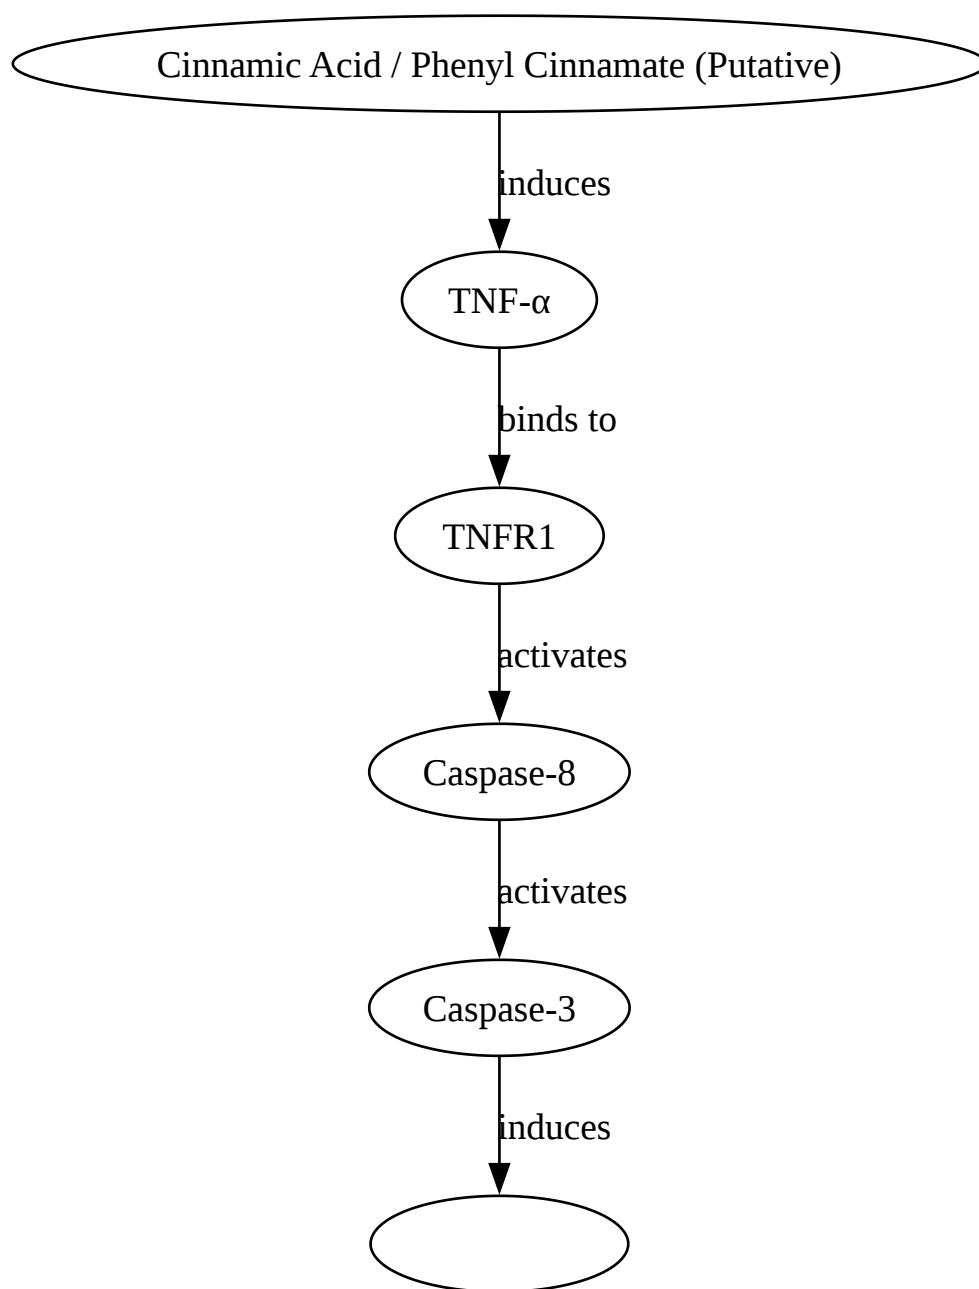 Cinnamic Acid / Phenyl Cinnamate (Putative)
induces
TNF-α
binds to
TNFR1
activates
Caspase-8
activates
Caspase-3
induces